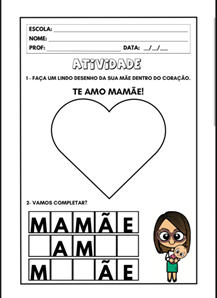 ESCOLA:
NOME:
PROF: DATA: __/__/__
ATIVIDADE
1 - FAÇA UM LINDO DESENHO DA SUA MÃE DENTRO DO CORAÇÃO.
TE AMO MAMÃE!
2- VAMOS COMPLETAR?
M A M Ã E
A M
M Ã E